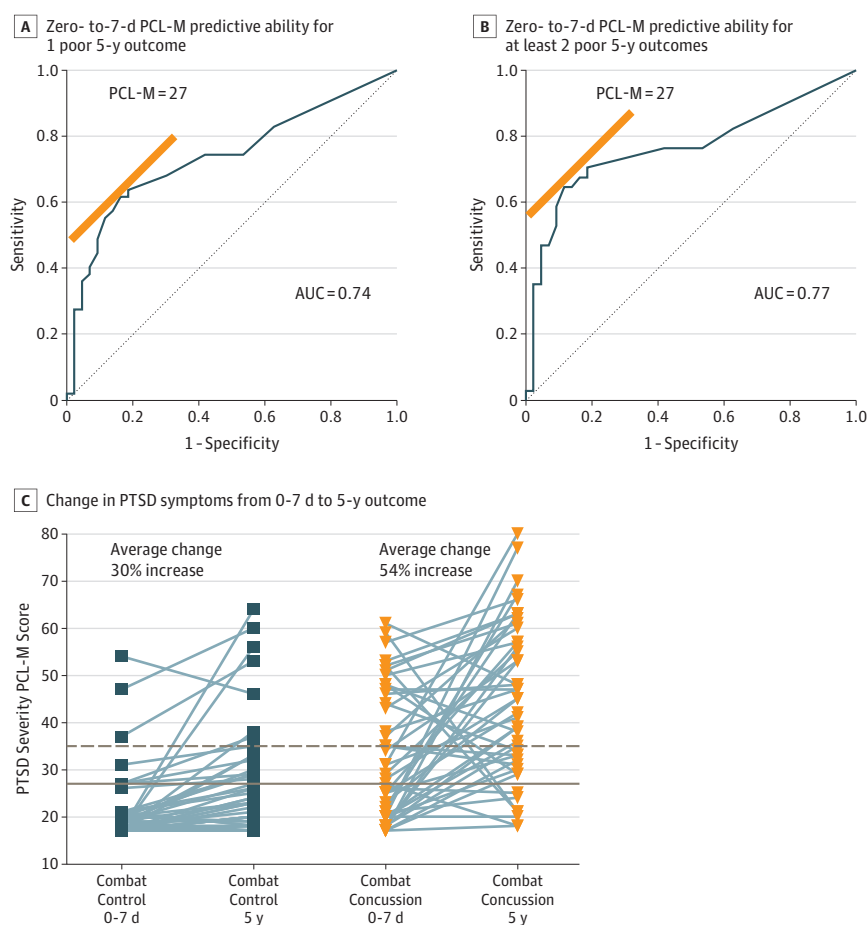 A Zero- to-7-d PCL-M predictive ability for
1 poor 5-y outcome
1.0
0.8
0.6
0.4
0.2
0
Sensitivity
PCL-M = 27
AUC = 0.74
0
0.2
0.4
0.6
0.8
1.0
1 - Specificity
B Zero- to-7-d PCL-M predictive ability for
at least 2 poor 5-y outcomes
1.0
0.8
0.6
0.4
0.2
0
Sensitivity
PCL-M = 27
AUC = 0.77
0
0.2
0.4
0.6
0.8
1.0
1 - Specificity
C Change in PTSD symptoms from 0-7 d to 5-y outcome
80
70
60
50
40
30
20
10
PTSD Severity PCL-M Score
Average change
30% increase
Average change
54% increase
Combat
Control
0-7 d
Combat
Control
5 y
Combat
Concussion
0-7 d
Combat
Concussion
5 y